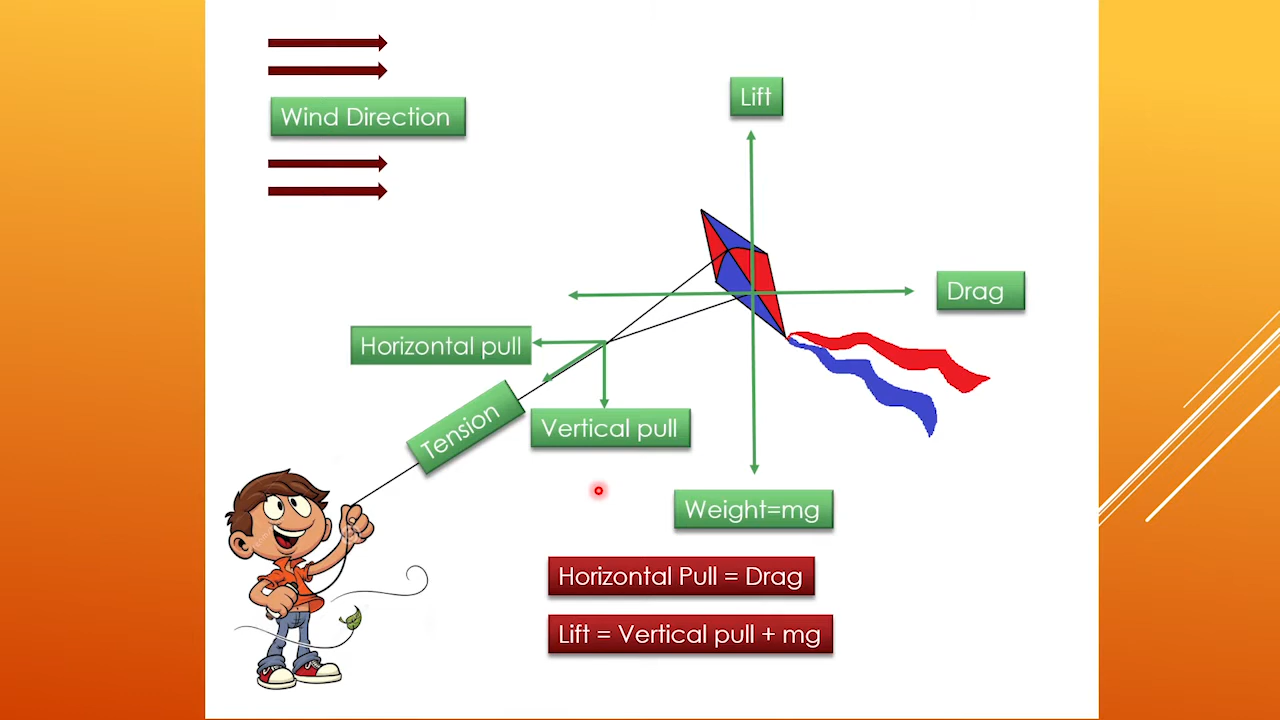 Wind Direction
Lift
Drag
Horizontal pull
Tension
Vertical pull
Weight=mg
Horizontal Pull = Drag
Lift = Vertical pull + mg